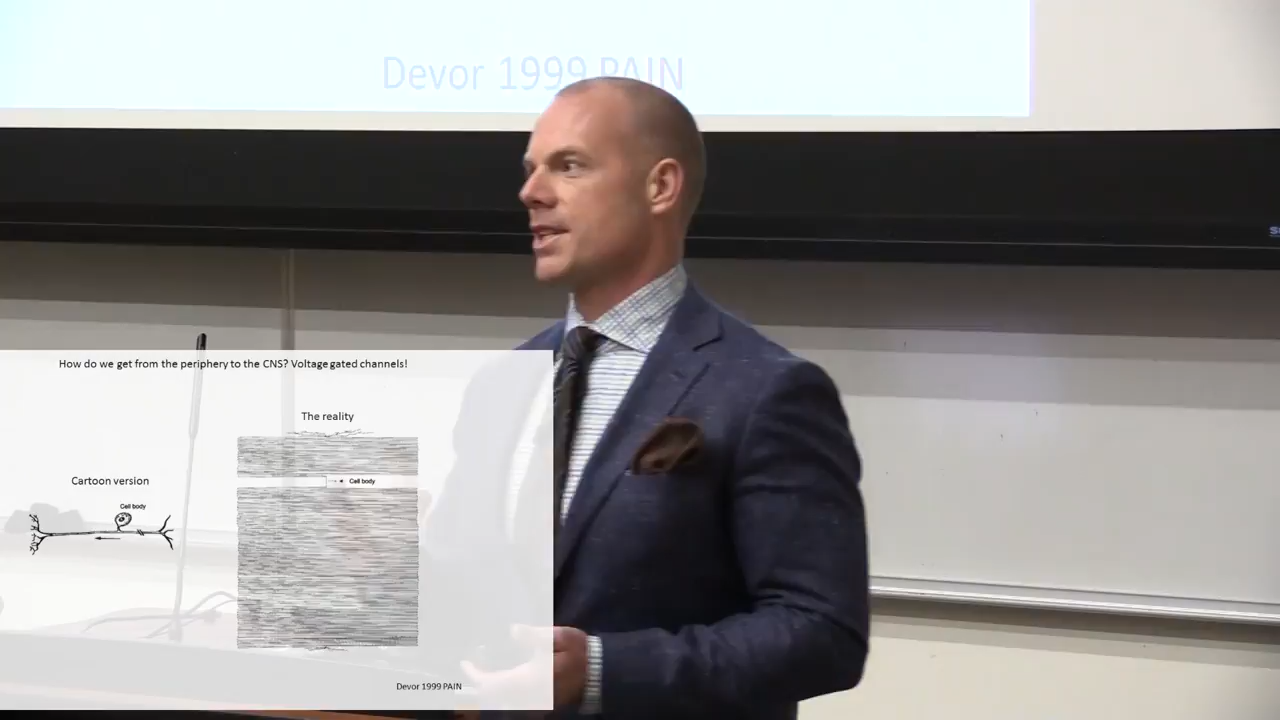 Devor 1999 PAIN
How do we get from the periphery to the CNS? Voltage gated channels!
The reality
Cell body
Cartoon version
Cell body
Devor 1999 PAIN